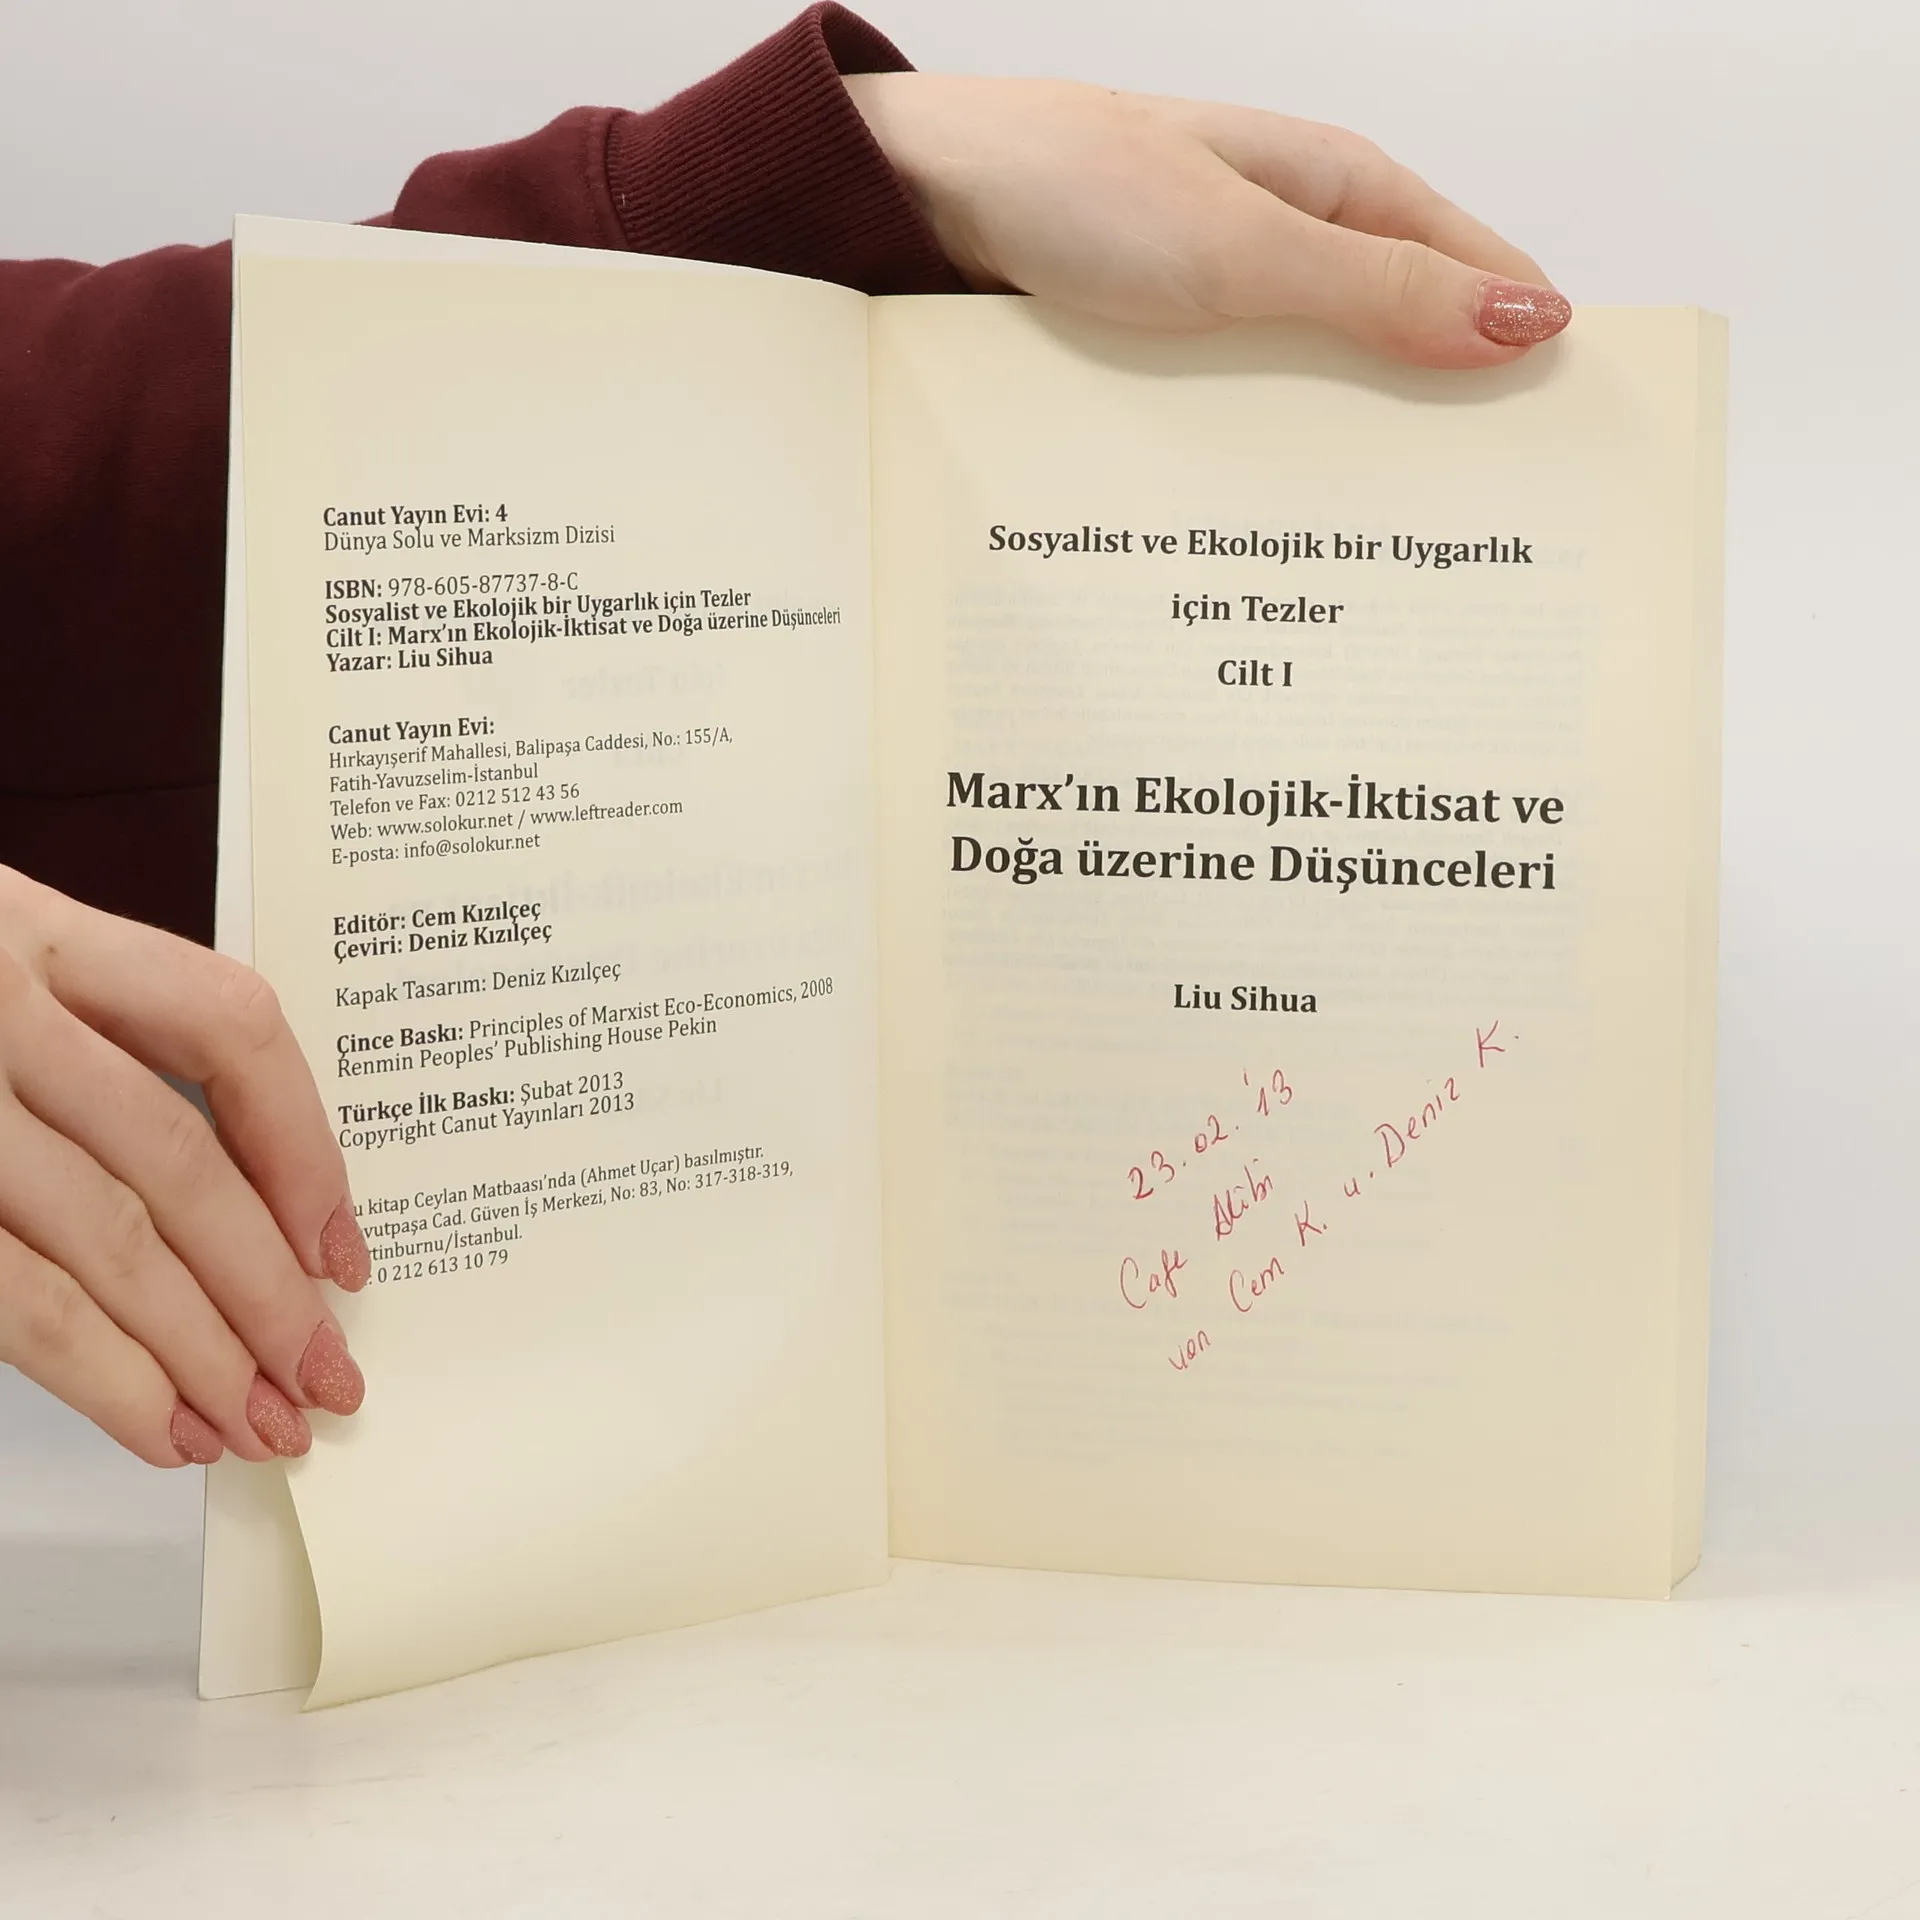 Canut Yayın Evi: 4
Dünya Solu ve Marksizm Dizisi
ISBN: 978-605-87737-8-C
Sosyalist ve Ekolojik bir Uygarlık için Tezler
Cilt I: Marx'ın Ekolojik-İktisat ve Doğa üzerine Düşünceleri
Yazar: Liu Sihua
Canut Yayın Evi:
Hırkayışerif Mahallesi, Balipaşa Caddesi, No.: 155/A,
Fatih-Yavuzselim-İstanbul
Telefon ve Fax: 0212 512 43 56
Web: www.solokur.net / www.leftreader.com
E-posta: info@solokur.net
Editör: Cem Kızılçeç
Çeviri: Deniz Kızılçeç
Kapak Tasarım: Deniz Kızılçeç
Çince Baskı: Principles of Marxist Eco-Economics, 2008
Renmin Peoples' Publishing House Pekin
Türkçe İlk Baskı: Şubat 2013
Copyright Canut Yayınları 2013
u kitap Ceylan Matbaası'nda (Ahmet Uçar) basılmıştır.
vutpaşa Cad. Güven İş Merkezi, No: 83, No: 317-318-319,
tinburnu/İstanbul.
: 0 212 613 10 79
Sosyalist ve Ekolojik bir Uygarlık
için Tezler
Cilt I
Marx'ın Ekolojik-İktisat ve
Doğa üzerine Düşünceleri
Liu Sihua
23.02.'13
Cafe
von Cem K. u. Deniz K.